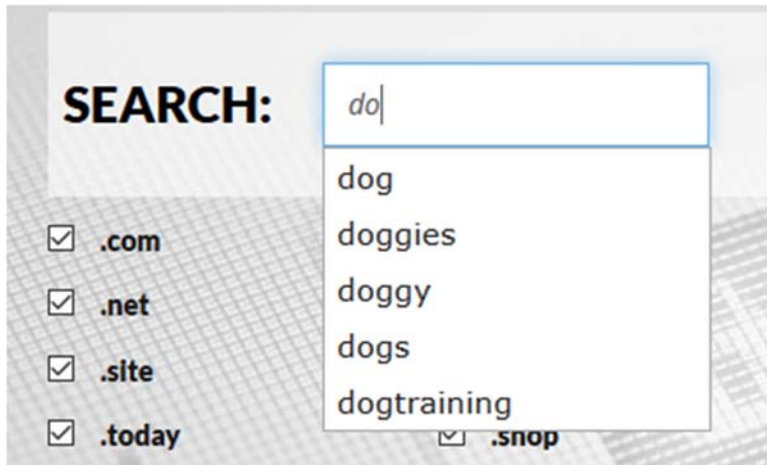 SEARCH:
do
dog
doggies
doggy
dogs
dogtraining
.com
.net
.site
.today
.shop